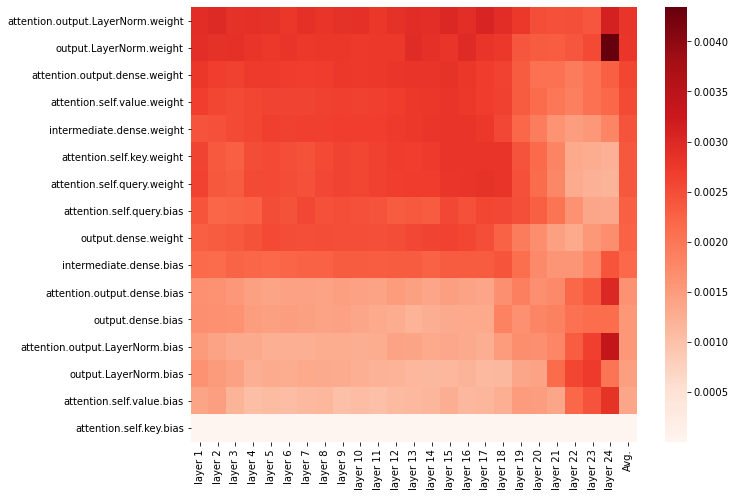 attention.output.LayerNorm.weight
output.LayerNorm.weight
attention.output.dense.weight
attention.self.value.weight
intermediate.dense.weight
attention.self.key.weight
attention.self.query.weight
attention.self.query.bias
output.dense.weight
intermediate.dense.bias
attention.output.dense.bias
output.dense.bias
attention.output.LayerNorm.bias
output.LayerNorm.bias
attention.self.value.bias
attention.self.key.bias
layer 1
layer 2
layer 3
layer 4
layer 5
layer 6
layer 7
layer 8
layer 9
layer 10
layer 11
layer 12
layer 13
layer 14
layer 15
layer 16
layer 17
layer 18
layer 19
layer 20
layer 21
layer 22
layer 23
layer 24
Avg.
0.0040
0.0035
0.0030
0.0025
0.0020
0.0015
0.0010
0.0005